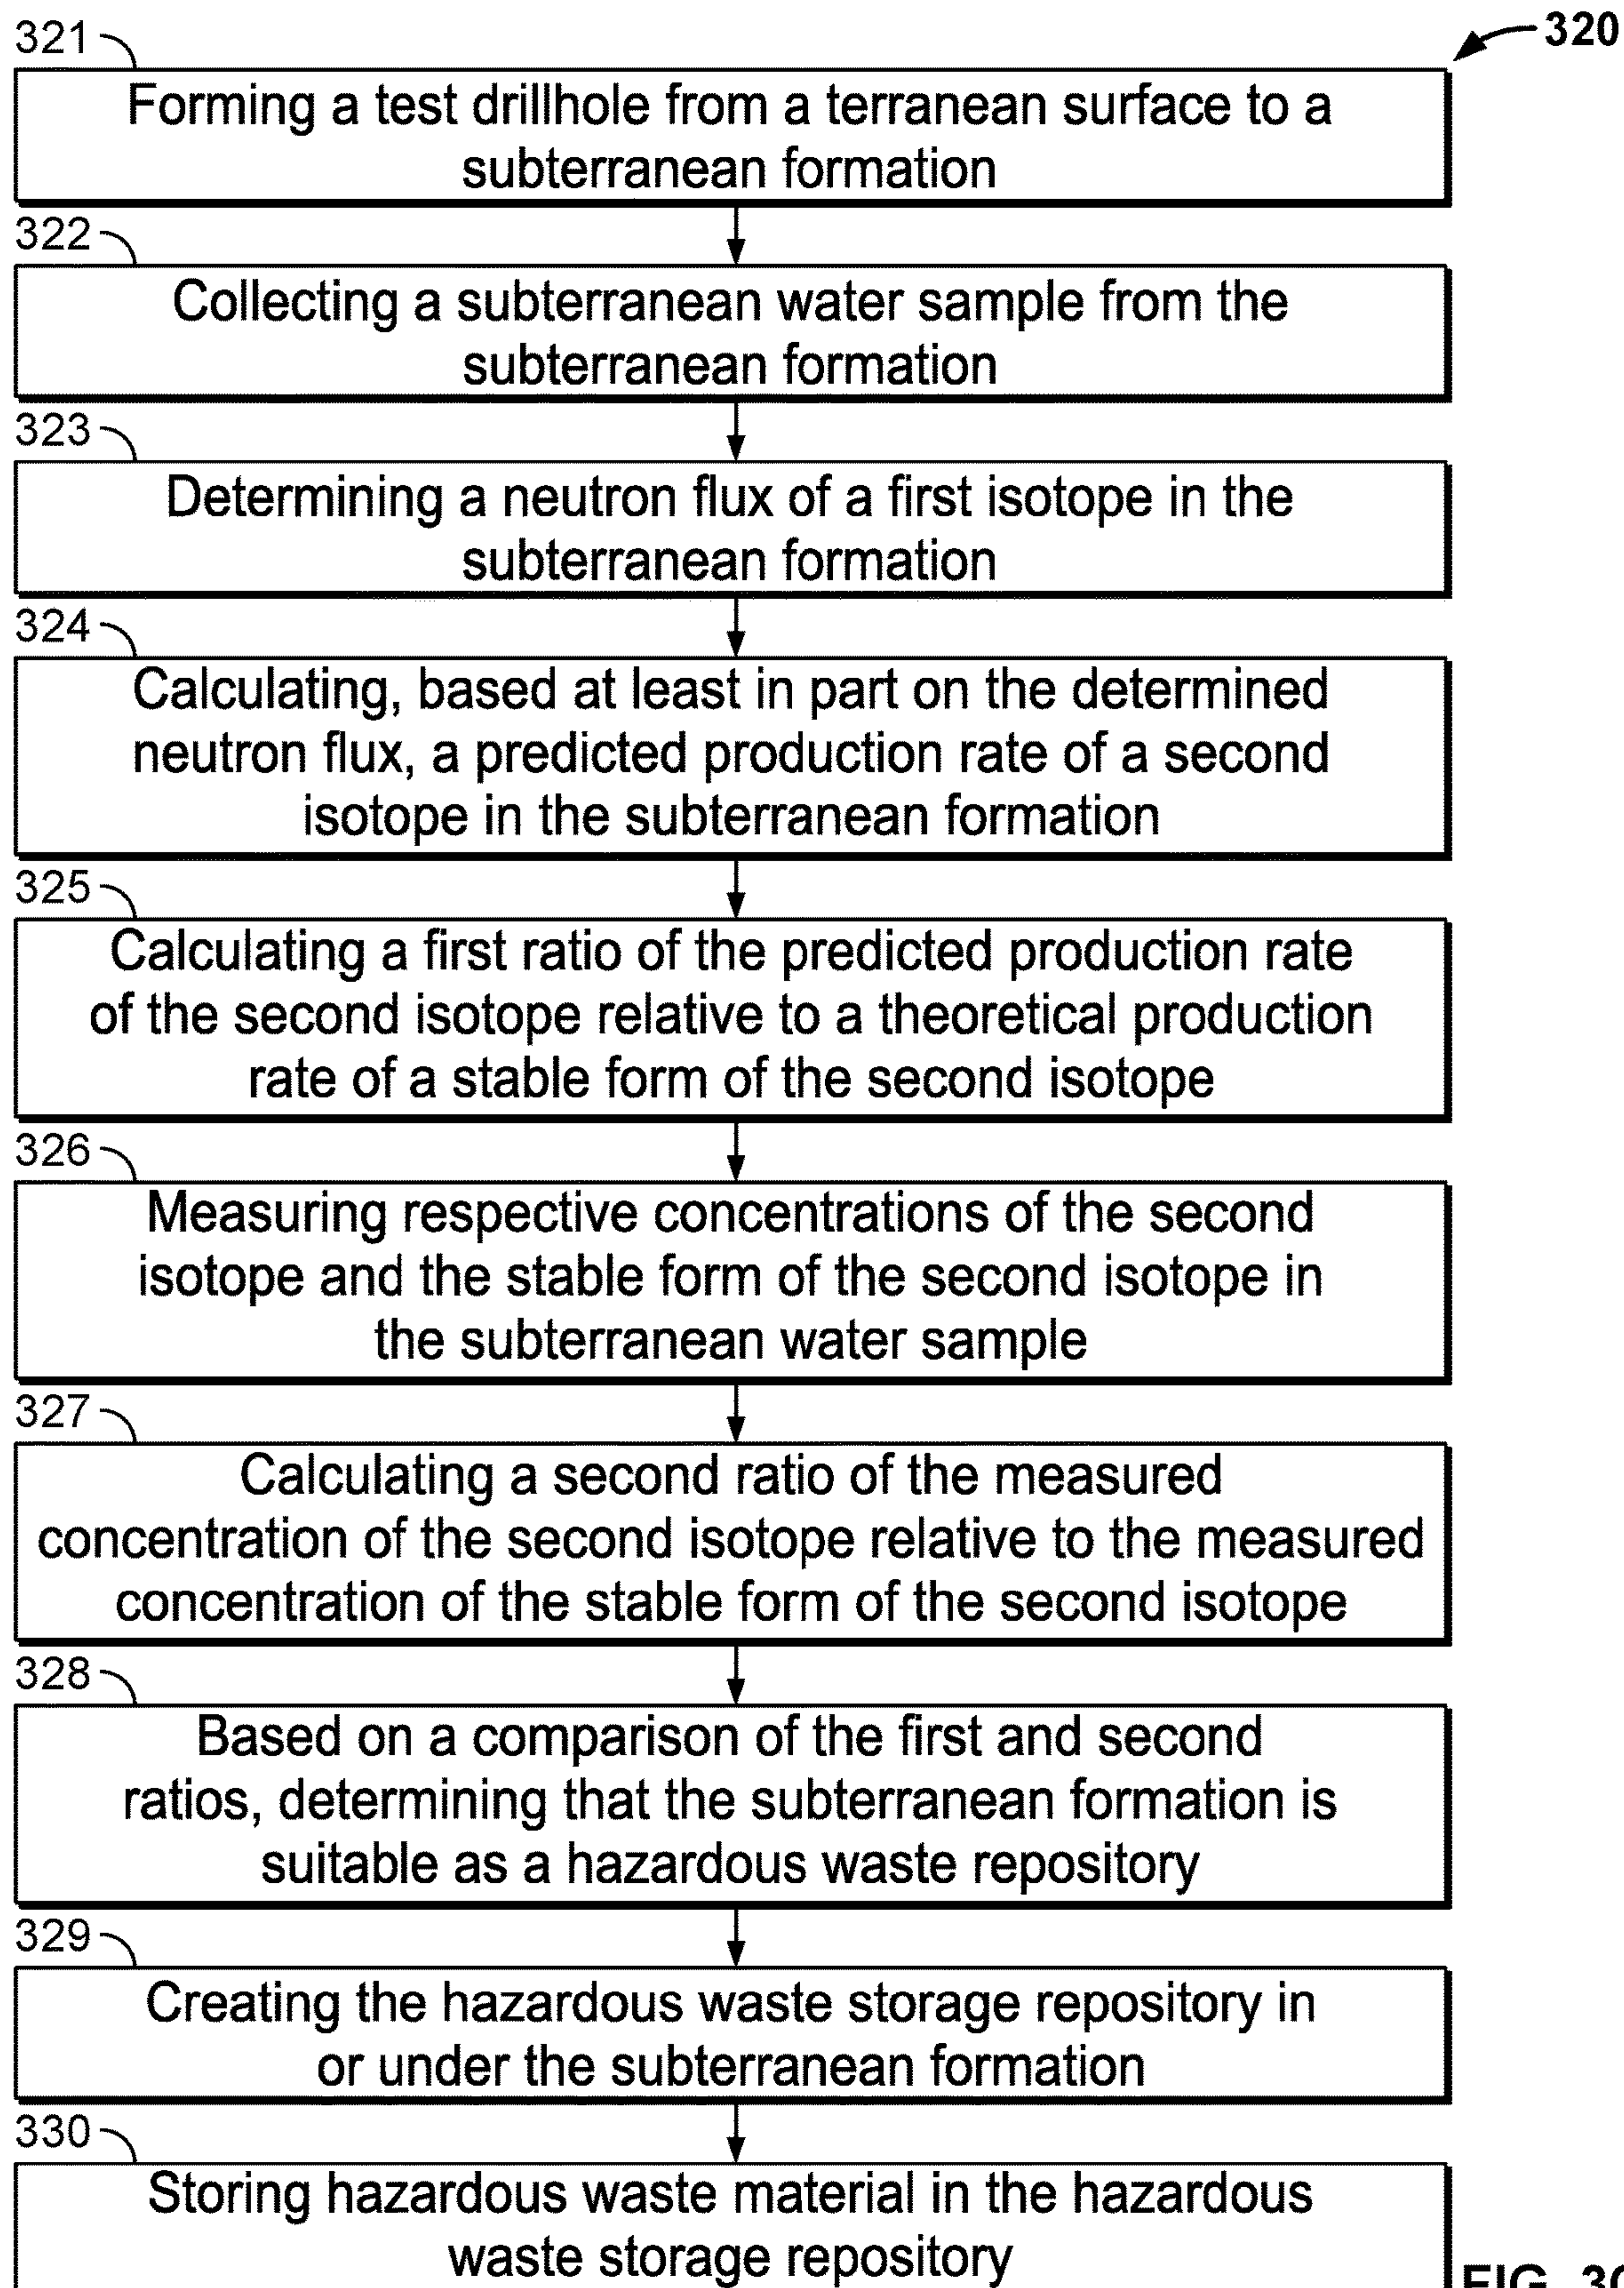 320
321
Forming a test drillhole from a terranean surface to a
subterranean formation
322
Collecting a subterranean water sample from the
subterranean formation
323
Determining a neutron flux of a first isotope in the
subterranean formation
324
Calculating, based at least in part on the determined
neutron flux, a predicted production rate of a second
isotope in the subterranean formation
325
Calculating a first ratio of the predicted production rate
of the second isotope relative to a theoretical production
rate of a stable form of the second isotope
326
Measuring respective concentrations of the second
isotope and the stable form of the second isotope in
the subterranean water sample
327
Calculating a second ratio of the measured
concentration of the second isotope relative to the measured
concentration of the stable form of the second isotope
328
Based on a comparison of the first and second
ratios, determining that the subterranean formation is
suitable as a hazardous waste repository
329
Creating the hazardous waste storage repository in
or under the subterranean formation
330
Storing hazardous waste material in the hazardous
waste storage repository
FIG.